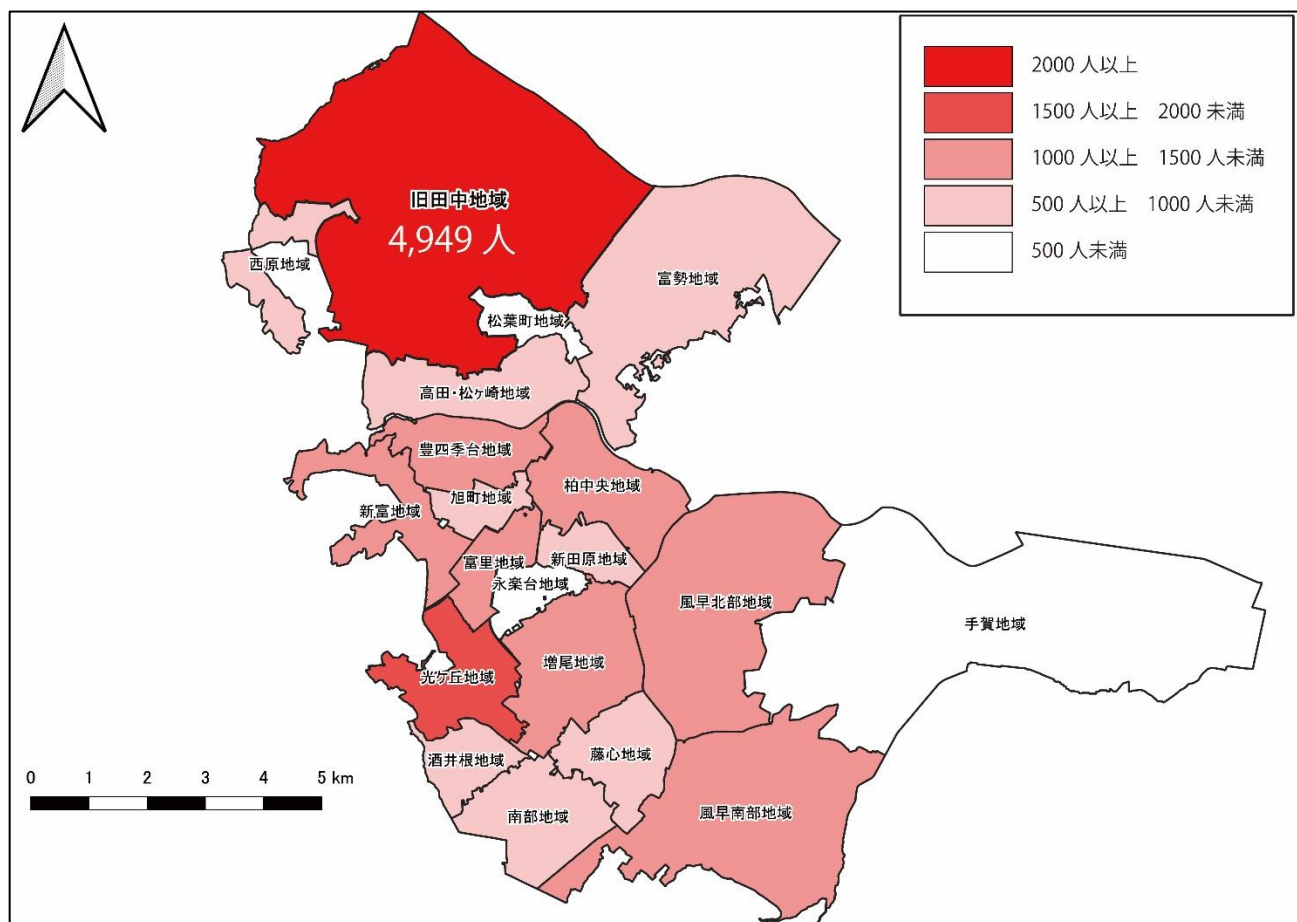 2000 人以上
1500 人以上 2000 未満
1000 人以上 1500 人未満
500 人以上 1000 人未満
500 人未満
旧田中地域
4,949 人
西原地域
富勢地域
松葉町地域
高田・松ヶ崎地域
豊四季台地域
旭町地域
柏中央地域
新富地域
富里地域
新田原地域
永楽台地域
風早北部地域
手賀地域
増尾地域
光ケ丘地域
酒井根地域
藤心地域
南部地域
風早南部地域
0 1 2 3 4 5 km